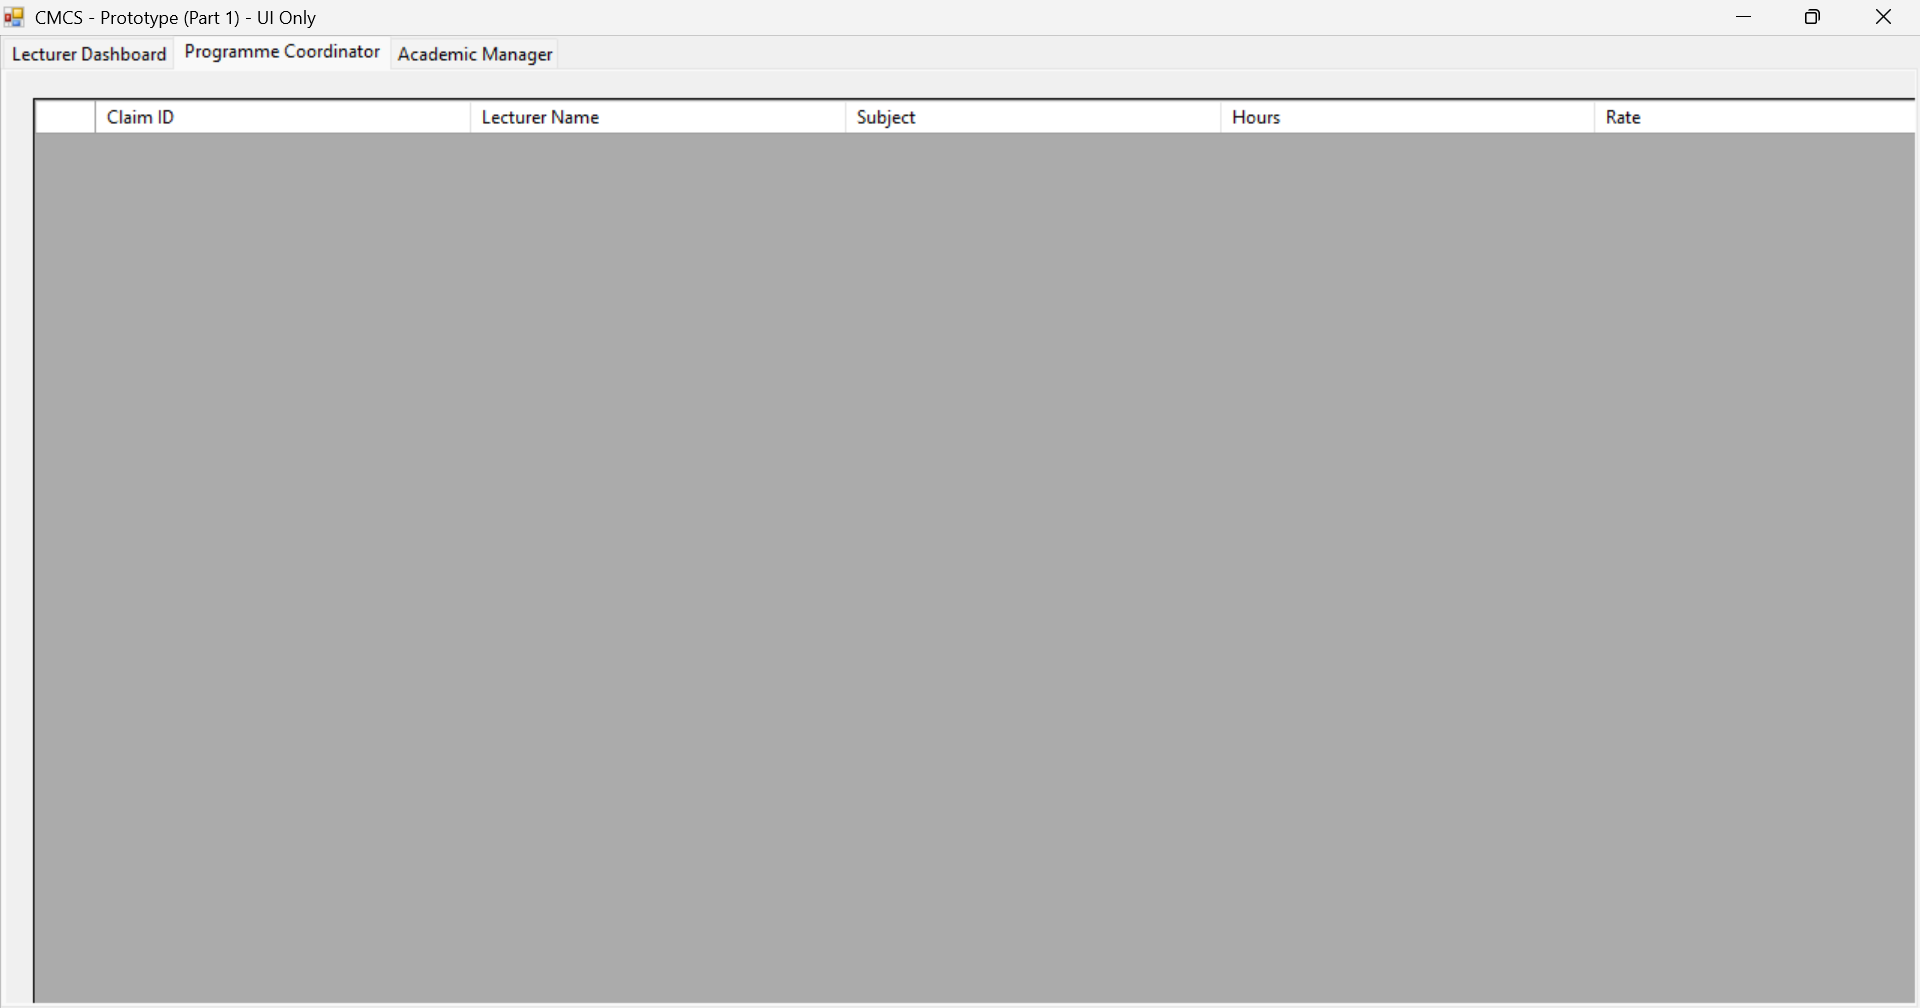 CMCS - Prototype (Part 1) - UI Only
Lecturer Dashboard Programme Coordinator Academic Manager
Claim ID Lecturer Name Subject Hours Rate